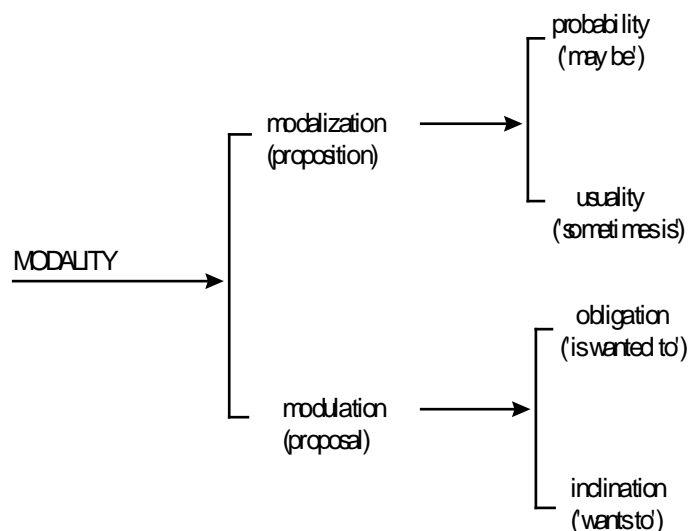 probability
('may be')
modalization
(proposition)
usuality
('sometimes is')
MODALITY
obligation
('is wanted to')
modulation
(proposal)
inclination
('wants to')